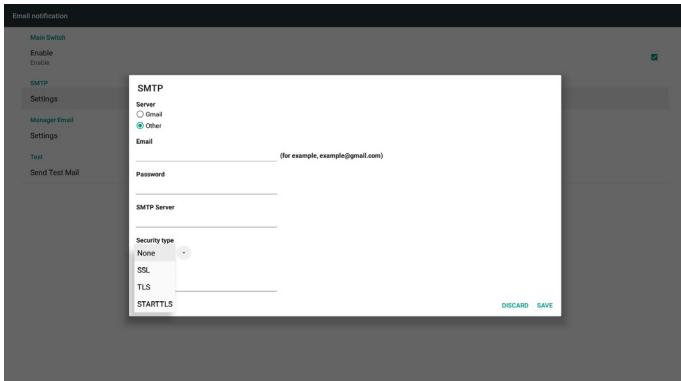 Email notification
Main Switch
Enable
Enable
SMTP
Settings
Manager Email
Settings
Test
Send Test Mail
SMTP
Server
Gmail
Other
Email
(for example, example@gmail.com)
Password
SMTP Server
Security type
None
SSL
TLS
STARTTLS
DISCARD SAVE